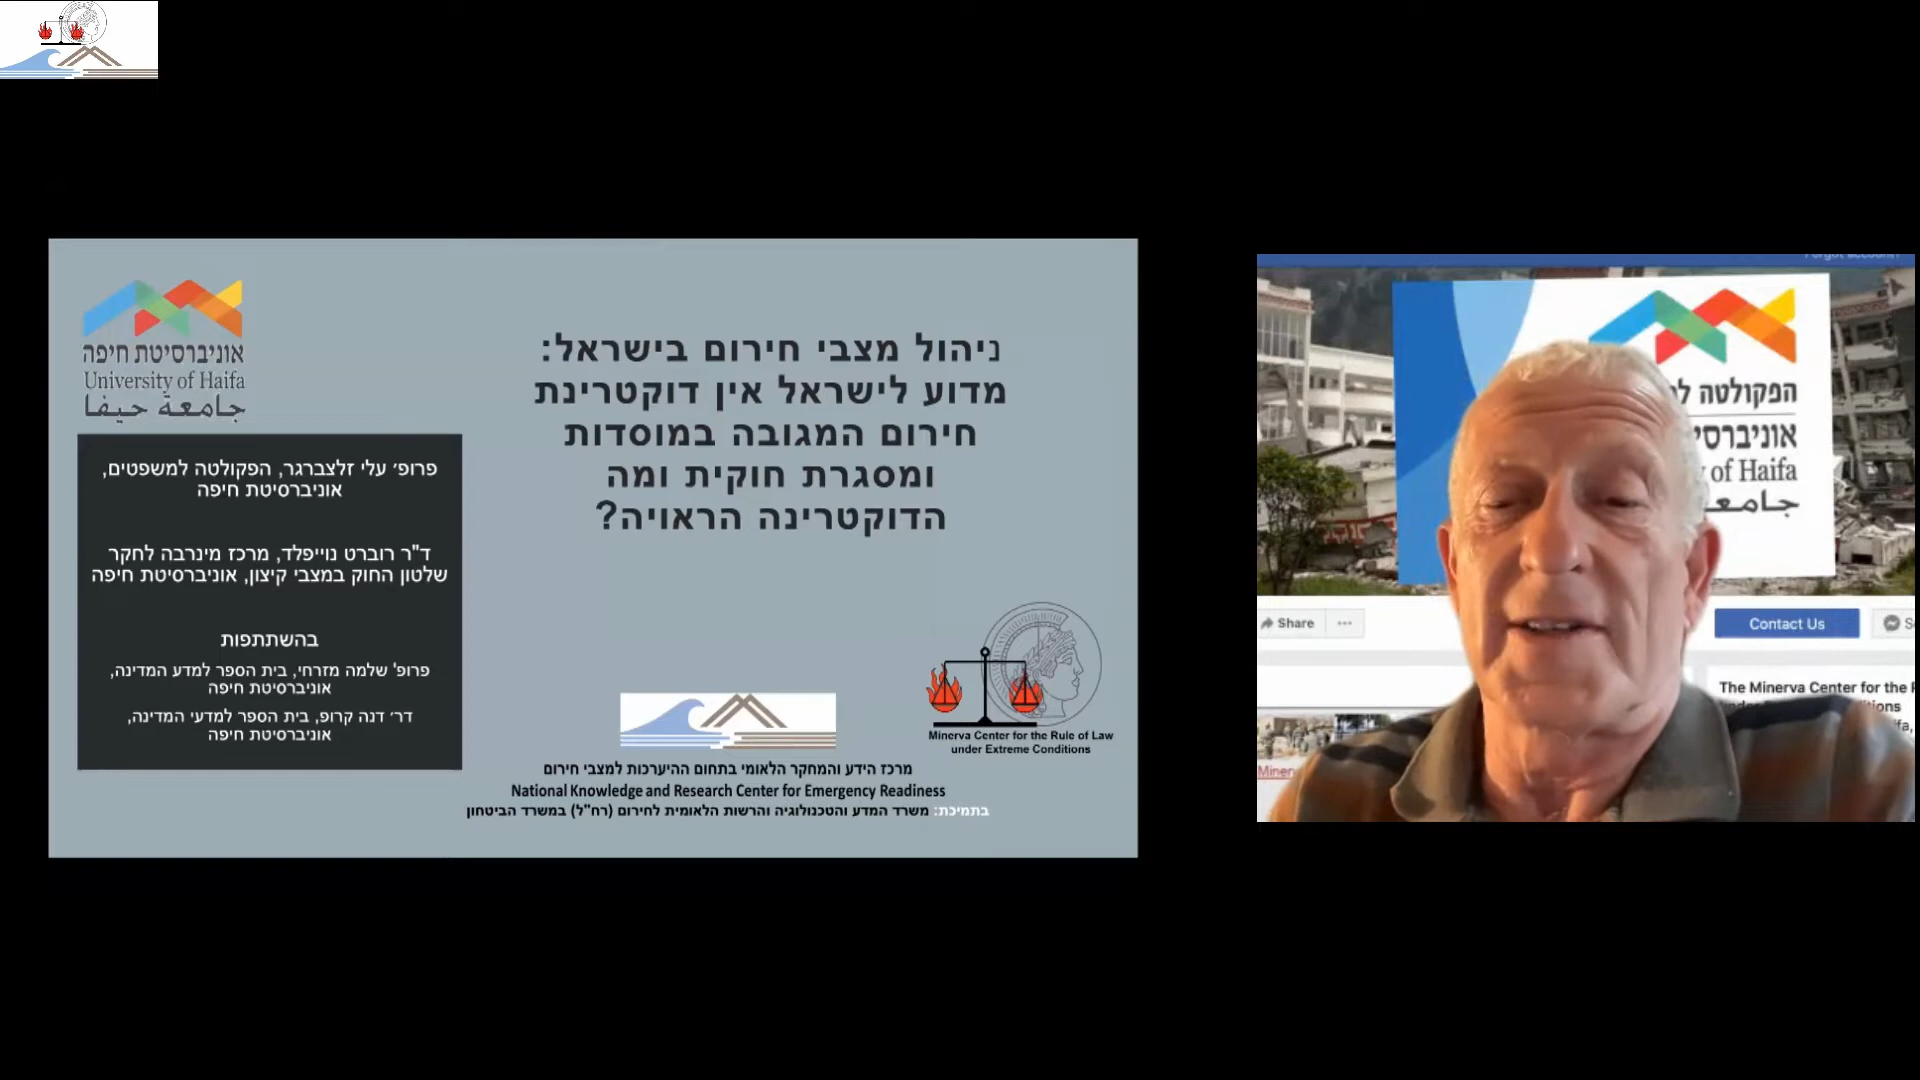 אוניברסיטת חיפה
University of Haifa
جامعة حيفا
ניהול מצבי חירום בישראל:
מדוע לישראל אין דוקטרינת
חירום המגובה במוסדות
ומסגרת חוקית ומה
הדוקטרינה הראויה?
פרופ׳ עלי זלצברגר, הפקולטה למשפטים,
אוניברסיטת חיפה
ד"ר רוברט נוייפלד, מרכז מינרבה לחקר
שלטון החוק במצבי קיצון, אוניברסיטת חיפה
בהשתתפות
פרופ' שלמה מזרחי, בית הספר למדע המדינה,
אוניברסיטת חיפה
דר׳ דנה קרופ, בית הספר למדעי המדינה,
אוניברסיטת חיפה
Minerva Center for the Rule of Law
under Extreme Conditions
מרכז הידע והמחקר הלאומי בתחום ההיערכות למצבי חירום
National Knowledge and Research Center for Emergency Readiness
בתמיכת: משרד המדע והטכנולוגיה והרשות הלאומית לחירום (רח"ל) במשרד הביטחון
Forgot account?
הפקולטה
of Haifa
Share
Contact Us
The Minerva Center for the